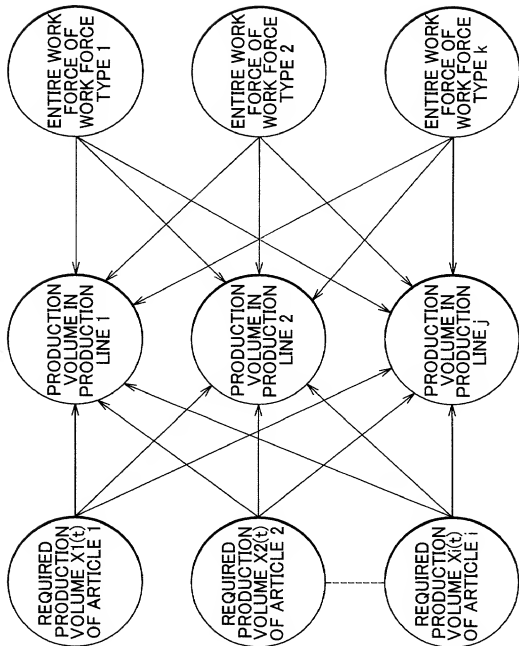 REQUIRED
PRODUCTION
VOLUME X1(t)
OF ARTICLE 1
REQUIRED
PRODUCTION
VOLUME X2(t)
OF ARTICLE 2
REQUIRED
PRODUCTION
VOLUME Xi(t)
OF ARTICLE i
PRODUCTION
VOLUME IN
PRODUCTION
LINE 1
PRODUCTION
VOLUME IN
PRODUCTION
LINE 2
PRODUCTION
VOLUME IN
PRODUCTION
LINE j
ENTIRE WORK
FORCE OF
WORK FORCE
TYPE 1
ENTIRE WORK
FORCE OF
WORK FORCE
TYPE 2
ENTIRE WORK
FORCE OF
WORK FORCE
TYPE k